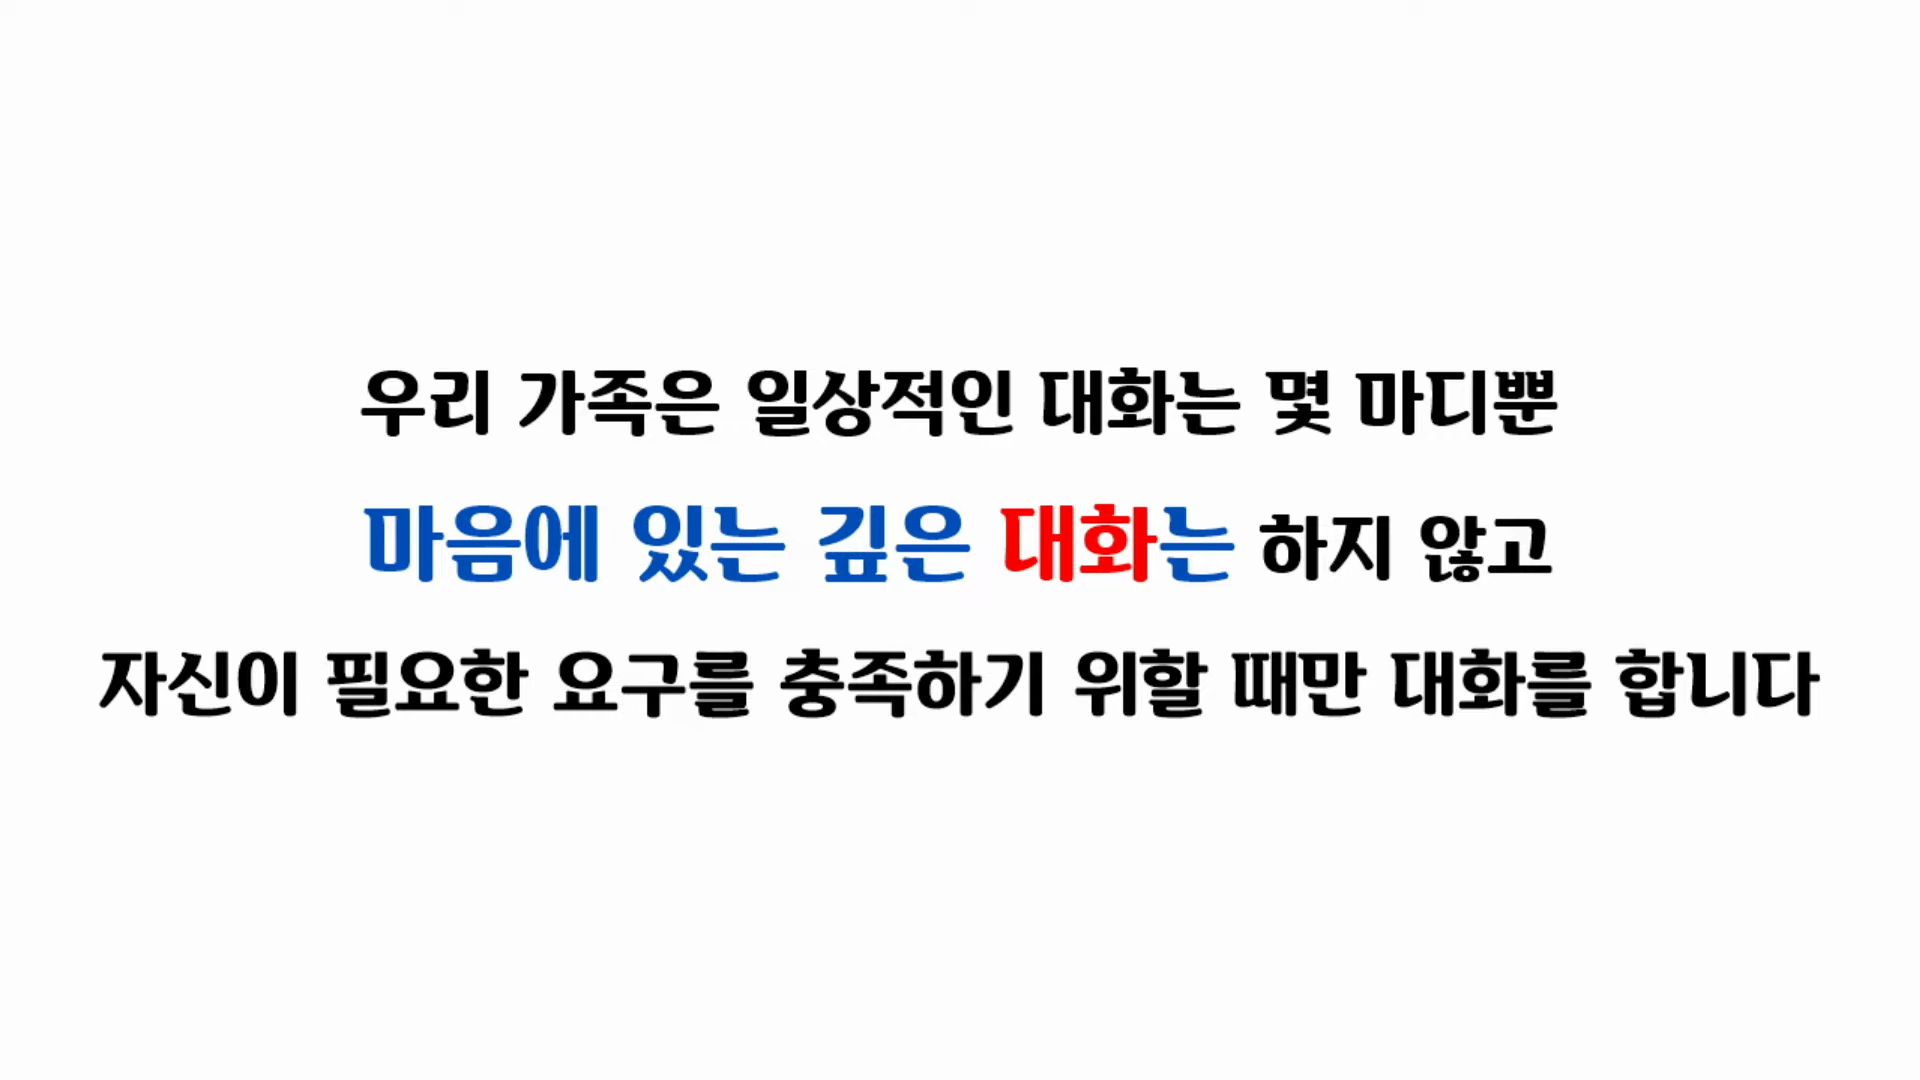 우리 가족은 일상적인 대화는 몇 마디뿐
마음에 있는 깊은 대화는 하지 않고
자신이 필요한 요구를 충족하기 위할 때만 대화를 합니다